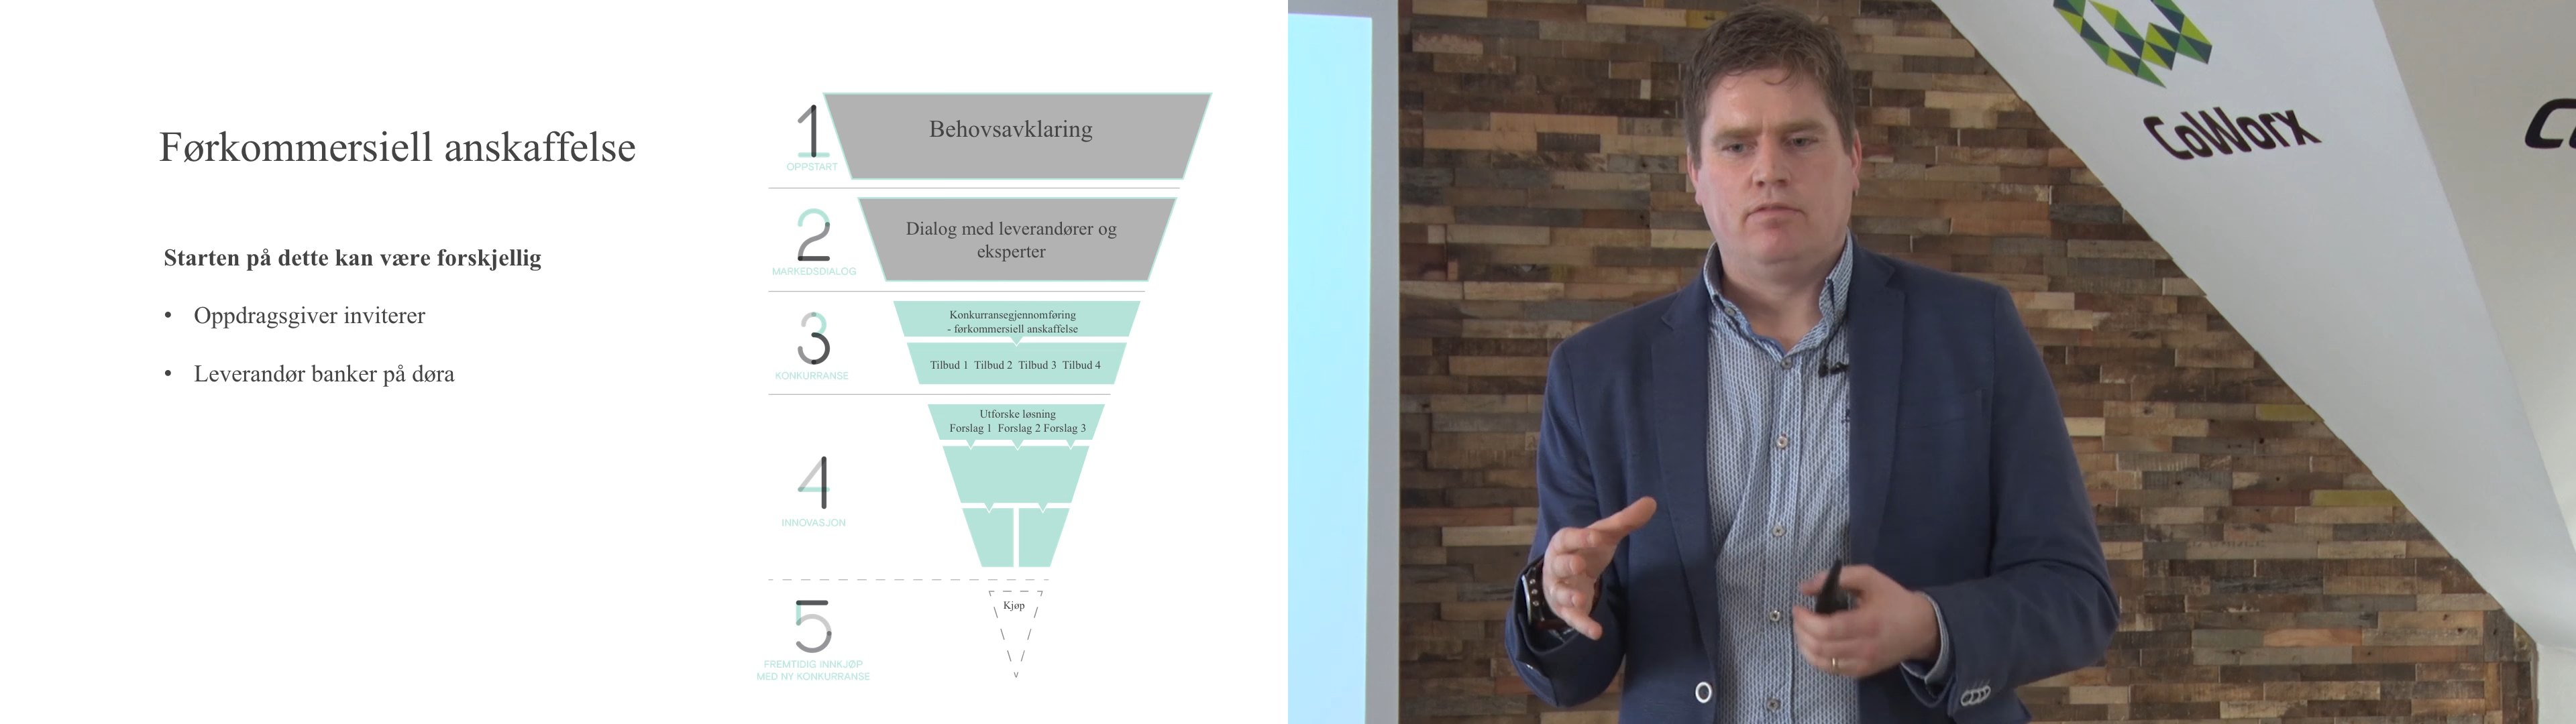 Førkommersiell anskaffelse
Starten på dette kan være forskjellig
• Oppdragsgiver inviterer
• Leverandør banker på døra
1
OPPSTART
Behovsavklaring
2
MARKEDSDIALOG
Dialog med leverandører og
eksperter
3
KONKURRANSE
Konkurransegjennomføring
- førkommersiell anskaffelse
Tilbud 1 Tilbud 2 Tilbud 3 Tilbud 4
4
INNOVASJON
Utforske løsning
Forslag 1 Forslag 2 Forslag 3
5
FREMTIDIG INNKJØP
MED NY KONKURRANSE
Kjøp
v
CoWorx